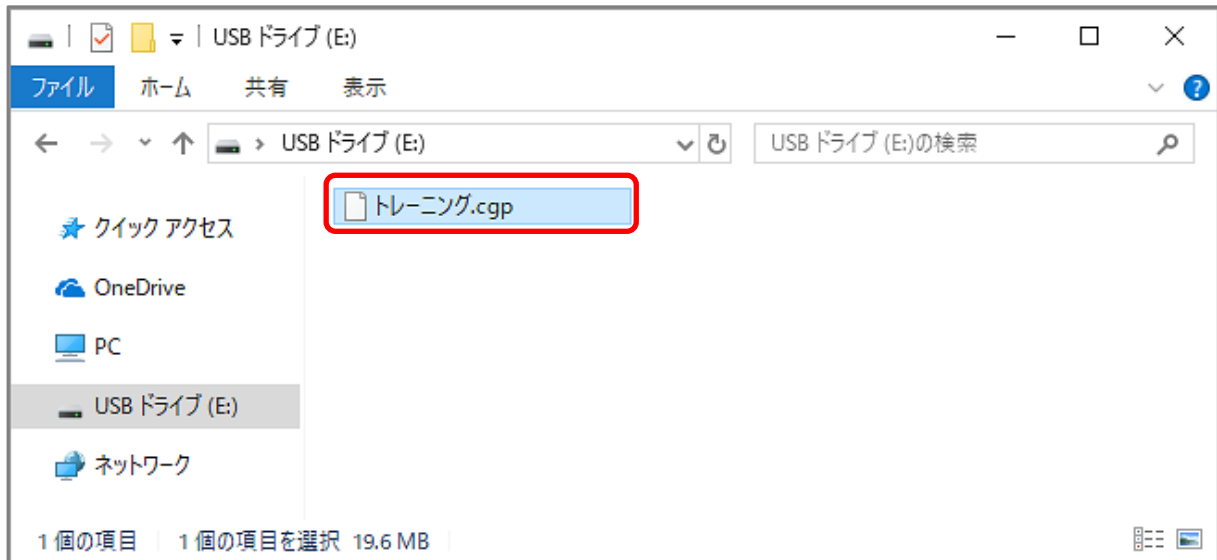 USB ドライブ (E:)
ファイル ホーム 共有 表示
USB ドライブ (E:) USB ドライブ (E:)の検索
トレーニング.cgp
クイック アクセス
OneDrive
PC
USB ドライブ (E:)
ネットワーク
1 個の項目 1 個の項目を選択 19.6 MB